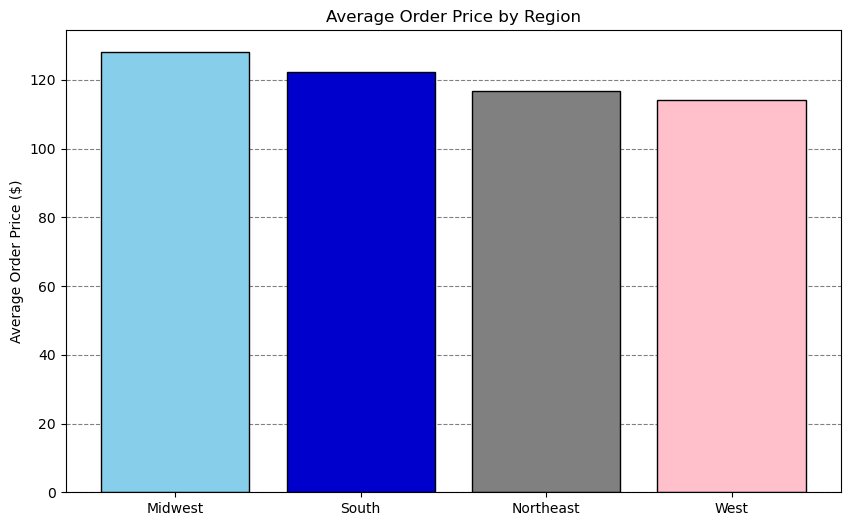 Average Order Price by Region
Average Order Price ($)
120
100
80
60
40
20
0
Midwest
South
Northeast
West